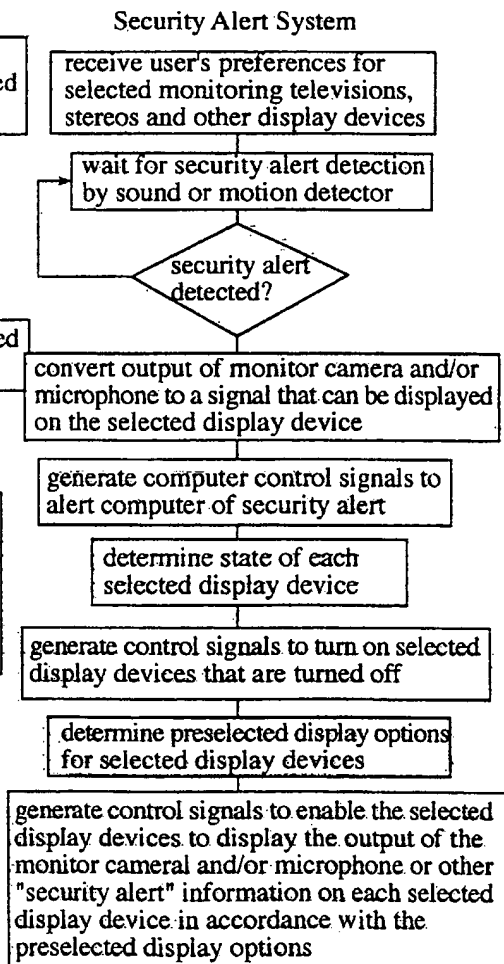 Security Alert System
ed
receive user's preferences for
selected monitoring televisions,
stereos and other display devices
wait for security alert detection
by sound or motion detector
security alert
detected?
ed
convert output of monitor camera and/or
microphone to a signal that can be displayed
on the selected display device
generate computer control signals to
alert computer of security alert
determine state of each
selected display device
generate control signals to turn on selected
display devices that are turned off
determine preselected display options
for selected display devices
generate control signals to enable the selected
display devices to display the output of the
monitor cameral and/or microphone or other
"security alert" information on each selected
display device in accordance with the
preselected display options